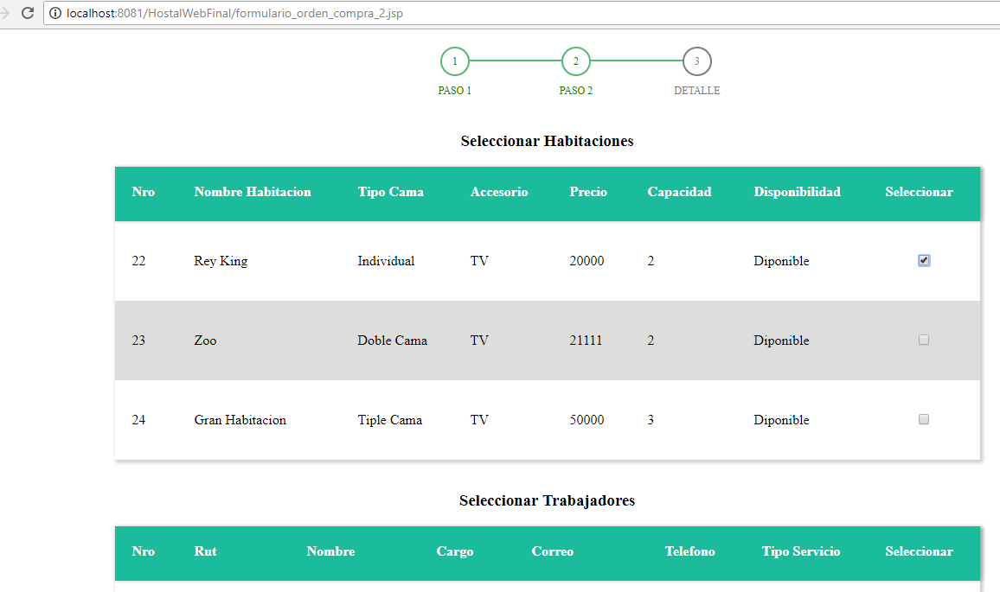 localhost:8081/HostalWebFinal/formulario_orden_compra_2.jsp
1 2 3
PASO 1 PASO 2 DETALLE
Seleccionar Habitaciones
Nro Nombre Habitacion Tipo Cama Accesorio Precio Capacidad Disponibilidad Seleccionar
22 Rey King Individual TV 20000 2 Diponible
23 Zoo Doble Cama TV 21111 2 Diponible
24 Gran Habitacion Tiple Cama TV 50000 3 Diponible
Seleccionar Trabajadores
Nro Rut Nombre Cargo Correo Telefono Tipo Servicio Seleccionar